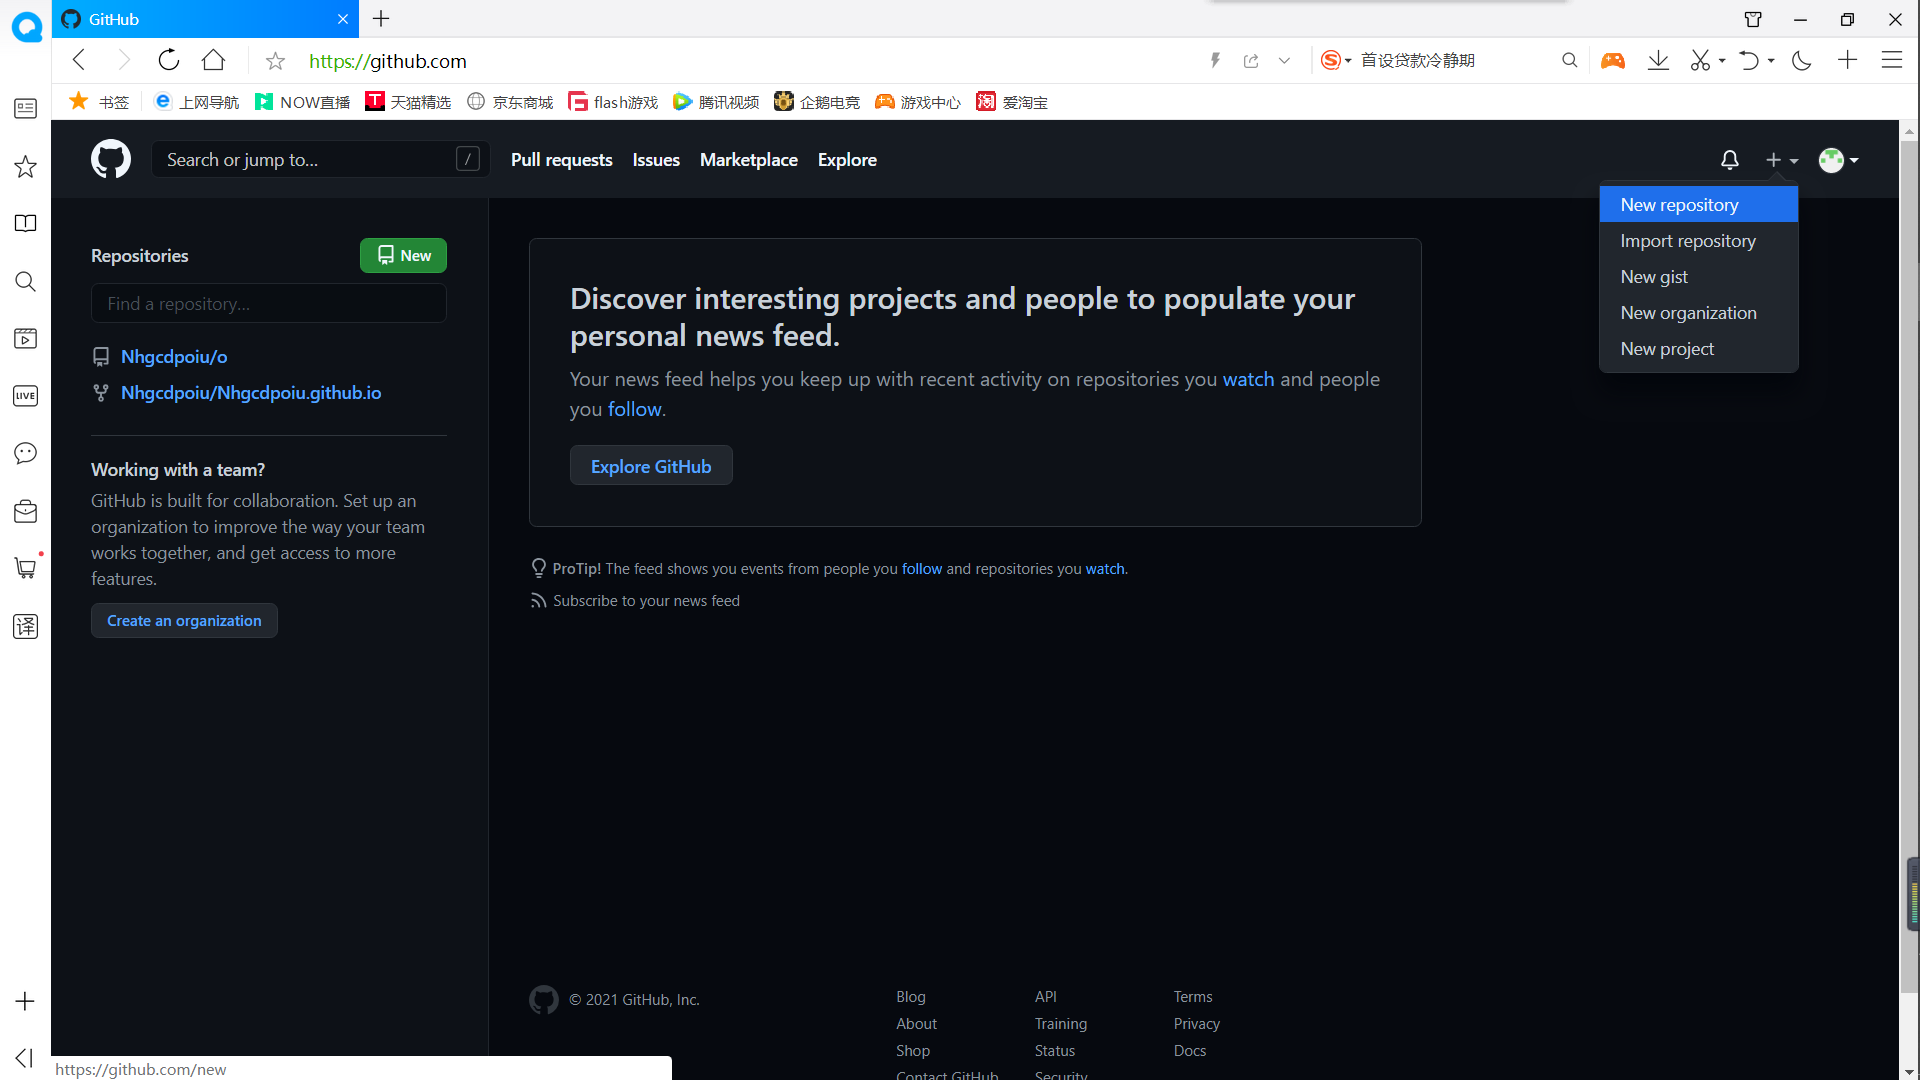 GitHub
https://github.com
首设贷款冷静期
书签
上网导航
NOW直播
天猫精选
京东商城
flash游戏
腾讯视频
企鹅电竞
游戏中心
爱淘宝
LIVE
译
Search or jump to...
/
Pull requests
Issues
Marketplace
Explore
New repository
Import repository
New gist
New organization
New project
Repositories
New
Find a repository...
Nhgcdpoiu/o
Nhgcdpoiu/Nhgcdpoiu.github.io
Working with a team?
GitHub is built for collaboration. Set up an
organization to improve the way your team
works together, and get access to more
features.
Create an organization
Discover interesting projects and people to populate your
personal news feed.
Your news feed helps you keep up with recent activity on repositories you watch and people
you follow.
Explore GitHub
ProTip! The feed shows you events from people you follow and repositories you watch.
Subscribe to your news feed
© 2021 GitHub, Inc.
Blog
About
Shop
Contact GitHub
API
Training
Status
Security
Terms
Privacy
Docs
https://github.com/new